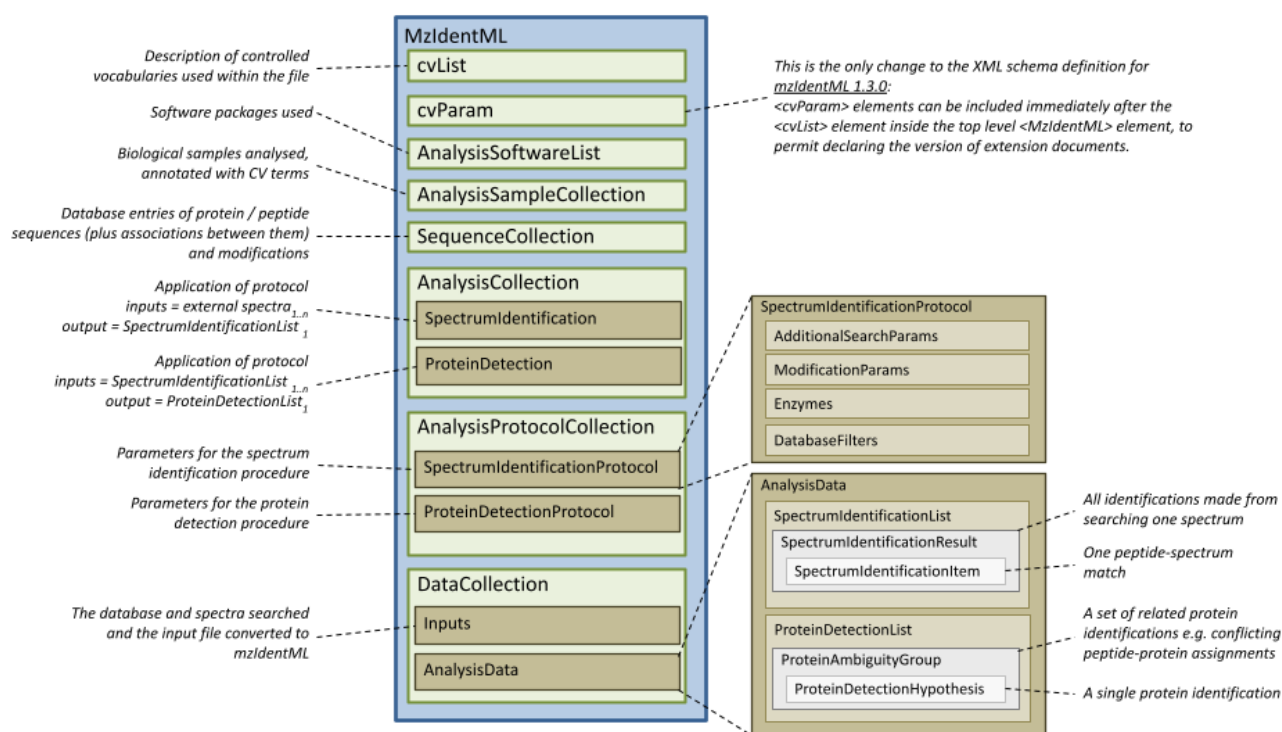 MzIdentML
Description of controlled
vocabularies used within the file
cvList
This is the only change to the XML schema definition for
mzIdentML 1.3.0:
<cvParam> elements can be included immediately after the
<cvList> element inside the top level <MzIdentML> element, to
permit declaring the version of extension documents.
Software packages used
cvParam
Biological samples analysed,
annotated with CV terms
AnalysisSoftwareList
AnalysisSampleCollection
Database entries of protein / peptide
sequences (plus associations between them)
and modifications
SequenceCollection
AnalysisCollection
Application of protocol
inputs = external spectra1..n
output = SpectrumIdentificationList1
SpectrumIdentification
Application of protocol
inputs = SpectrumIdentificationList1..n
output = ProteinDetectionList1
ProteinDetection
AnalysisProtocolCollection
Parameters for the spectrum
identification procedure
SpectrumIdentificationProtocol
Parameters for the protein
detection procedure
ProteinDetectionProtocol
DataCollection
The database and spectra searched
and the input file converted to
mzIdentML
Inputs
AnalysisData
SpectrumIdentificationProtocol
AdditionalSearchParams
ModificationParams
Enzymes
DatabaseFilters
AnalysisData
SpectrumIdentificationList
SpectrumIdentificationResult
SpectrumIdentificationItem
All identifications made from
searching one spectrum
One peptide-spectrum
match
ProteinDetectionList
ProteinAmbiguityGroup
ProteinDetectionHypothesis
A set of related protein
identifications e.g. conflicting
peptide-protein assignments
A single protein identification